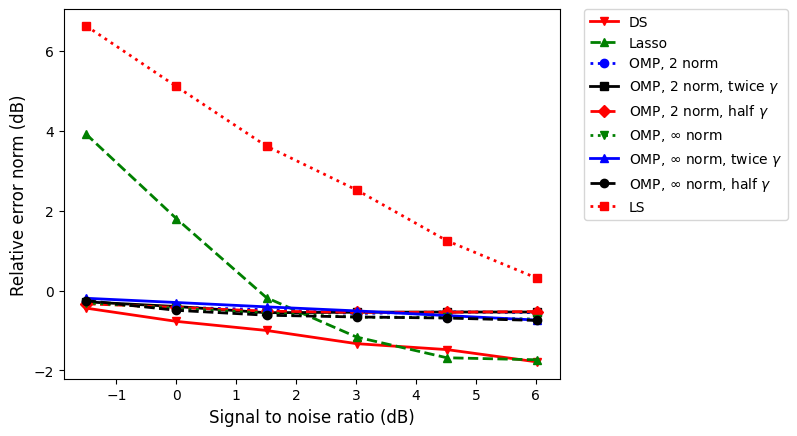 DS
Lasso
OMP, 2 norm
OMP, 2 norm, twice γ
OMP, 2 norm, half γ
OMP, ∞ norm
OMP, ∞ norm, twice γ
OMP, ∞ norm, half γ
LS
Relative error norm (dB)
6
4
2
0
−2
−1 0 1 2 3 4 5 6
Signal to noise ratio (dB)